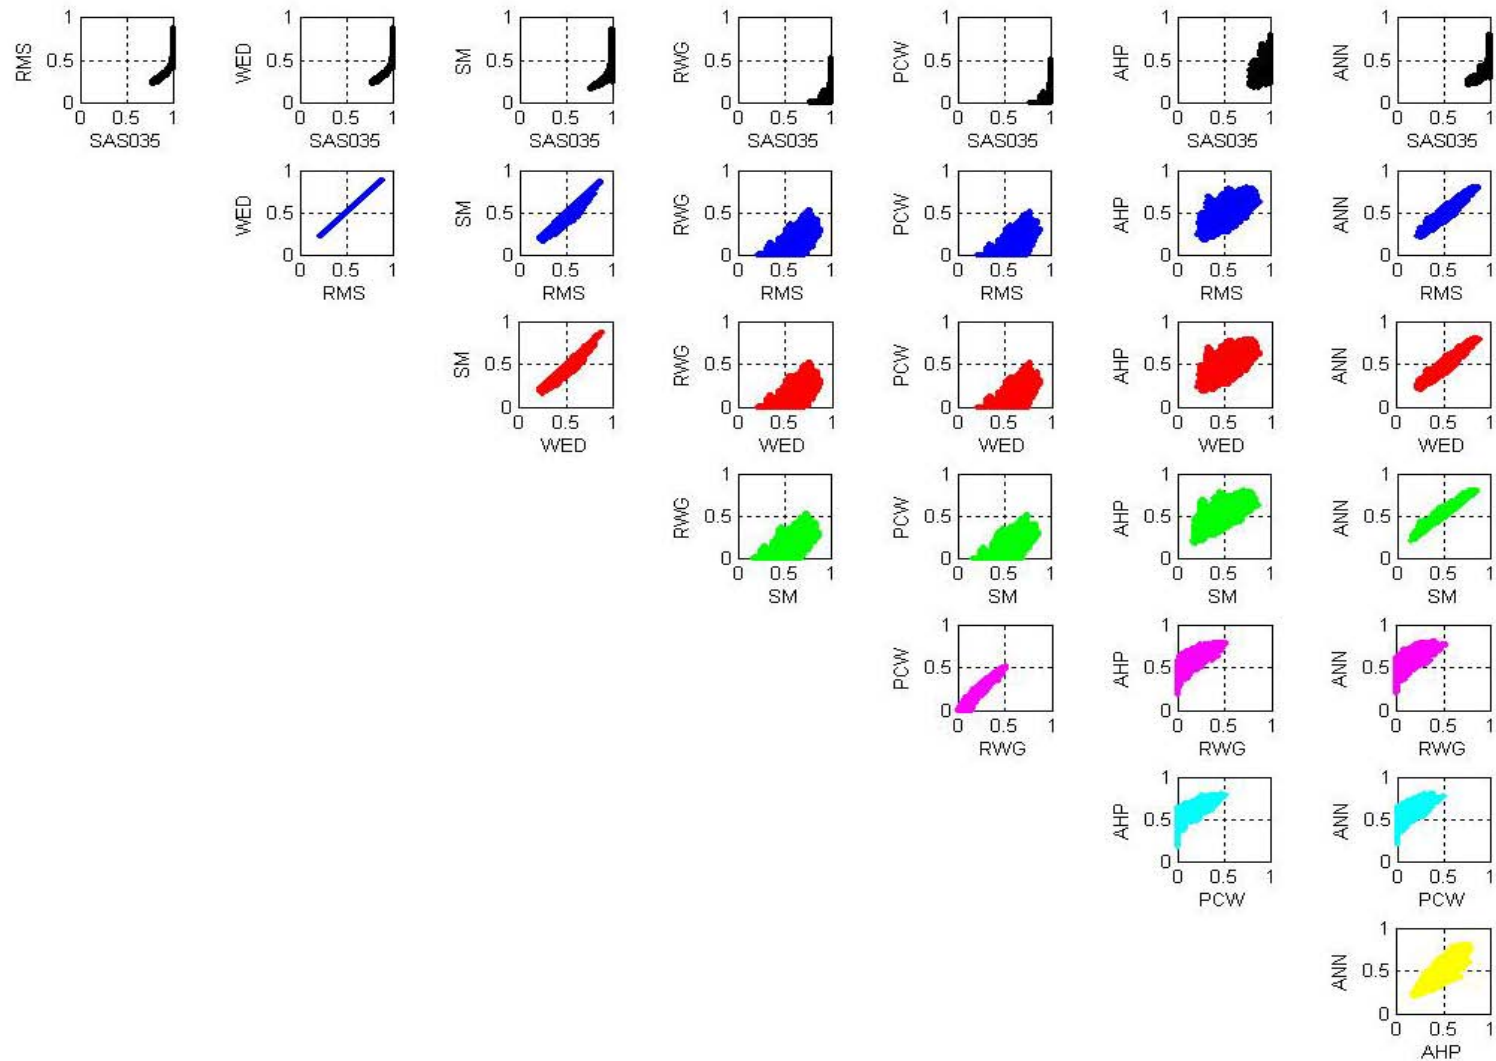 1 1 1 1 1 1 1
RMS 0.5 WED 0.5 SM 0.5 RWG 0.5 PCW 0.5 AHP 0.5 ANN 0.5
0 0 0 0 0 0 0
0 0.5 1 0 0.5 1 0 0.5 1 0 0.5 1 0 0.5 1 0 0.5 1 0 0.5 1
SAS035 SAS035 SAS035 SAS035 SAS035 SAS035 SAS035
1 1 1 1 1 1
WED 0.5 SM 0.5 RWG 0.5 PCW 0.5 AHP 0.5 ANN 0.5
0 0 0 0 0 0
0 0.5 1 0 0.5 1 0 0.5 1 0 0.5 1 0 0.5 1 0 0.5 1
RMS RMS RMS RMS RMS RMS
1 1 1 1 1
SM 0.5 RWG 0.5 PCW 0.5 AHP 0.5 ANN 0.5
0 0 0 0 0
0 0.5 1 0 0.5 1 0 0.5 1 0 0.5 1 0 0.5 1
WED WED WED WED WED
1 1 1 1
RWG 0.5 PCW 0.5 AHP 0.5 ANN 0.5
0 0 0 0
0 0.5 1 0 0.5 1 0 0.5 1 0 0.5 1
SM SM SM SM
1 1 1
PCW 0.5 AHP 0.5 ANN 0.5
0 0 0
0 0.5 1 0 0.5 1 0 0.5 1
RWG RWG RWG
1 1
AHP 0.5 ANN 0.5
0 0
0 0.5 1 0 0.5 1
PCW PCW
1
ANN 0.5
0
0 0.5 1
AHP